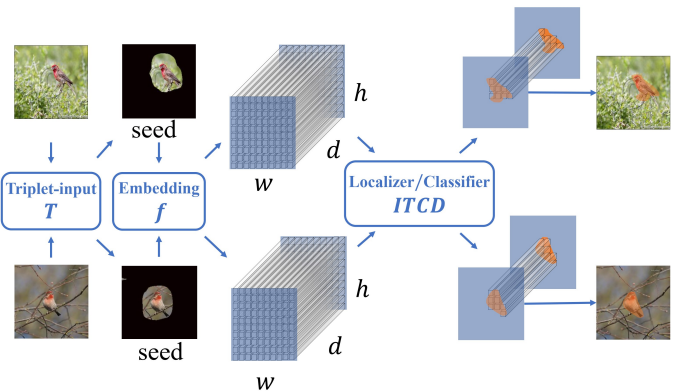 seed
h
d
w
Triplet-input
T
Embedding
f
Localizer/Classifier
ITCD
seed
h
d
w